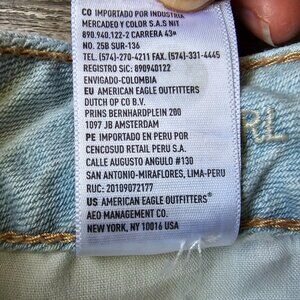 CO IMPORTADO POR INDUSTRIA
MERCADEO Y COLOR S.A.S NIT
890.940.122-2 CARRERA 43ª
NO. 25B SUR-136
TEL. (574)-270-4211 FAX. (574)-331-4445
REGISTRO SIC: 890940122
ENVIGADO-COLOMBIA
EU AMERICAN EAGLE OUTFITTERS
DUTCH OP CO B.V.
PRINS BERNHARDPLEIN 200
1097 JB AMSTERDAM
PE IMPORTADO EN PERU POR
CENCOSUD RETAIL PERU S.A.
CALLE AUGUSTO ANGULO #130
SAN ANTONIO-MIRAFLORES, LIMA-PERU
RUC: 20109072177
US AMERICAN EAGLE OUTFITTERS®
AEO MANAGEMENT CO.
NEW YORK, NY 10016 USA